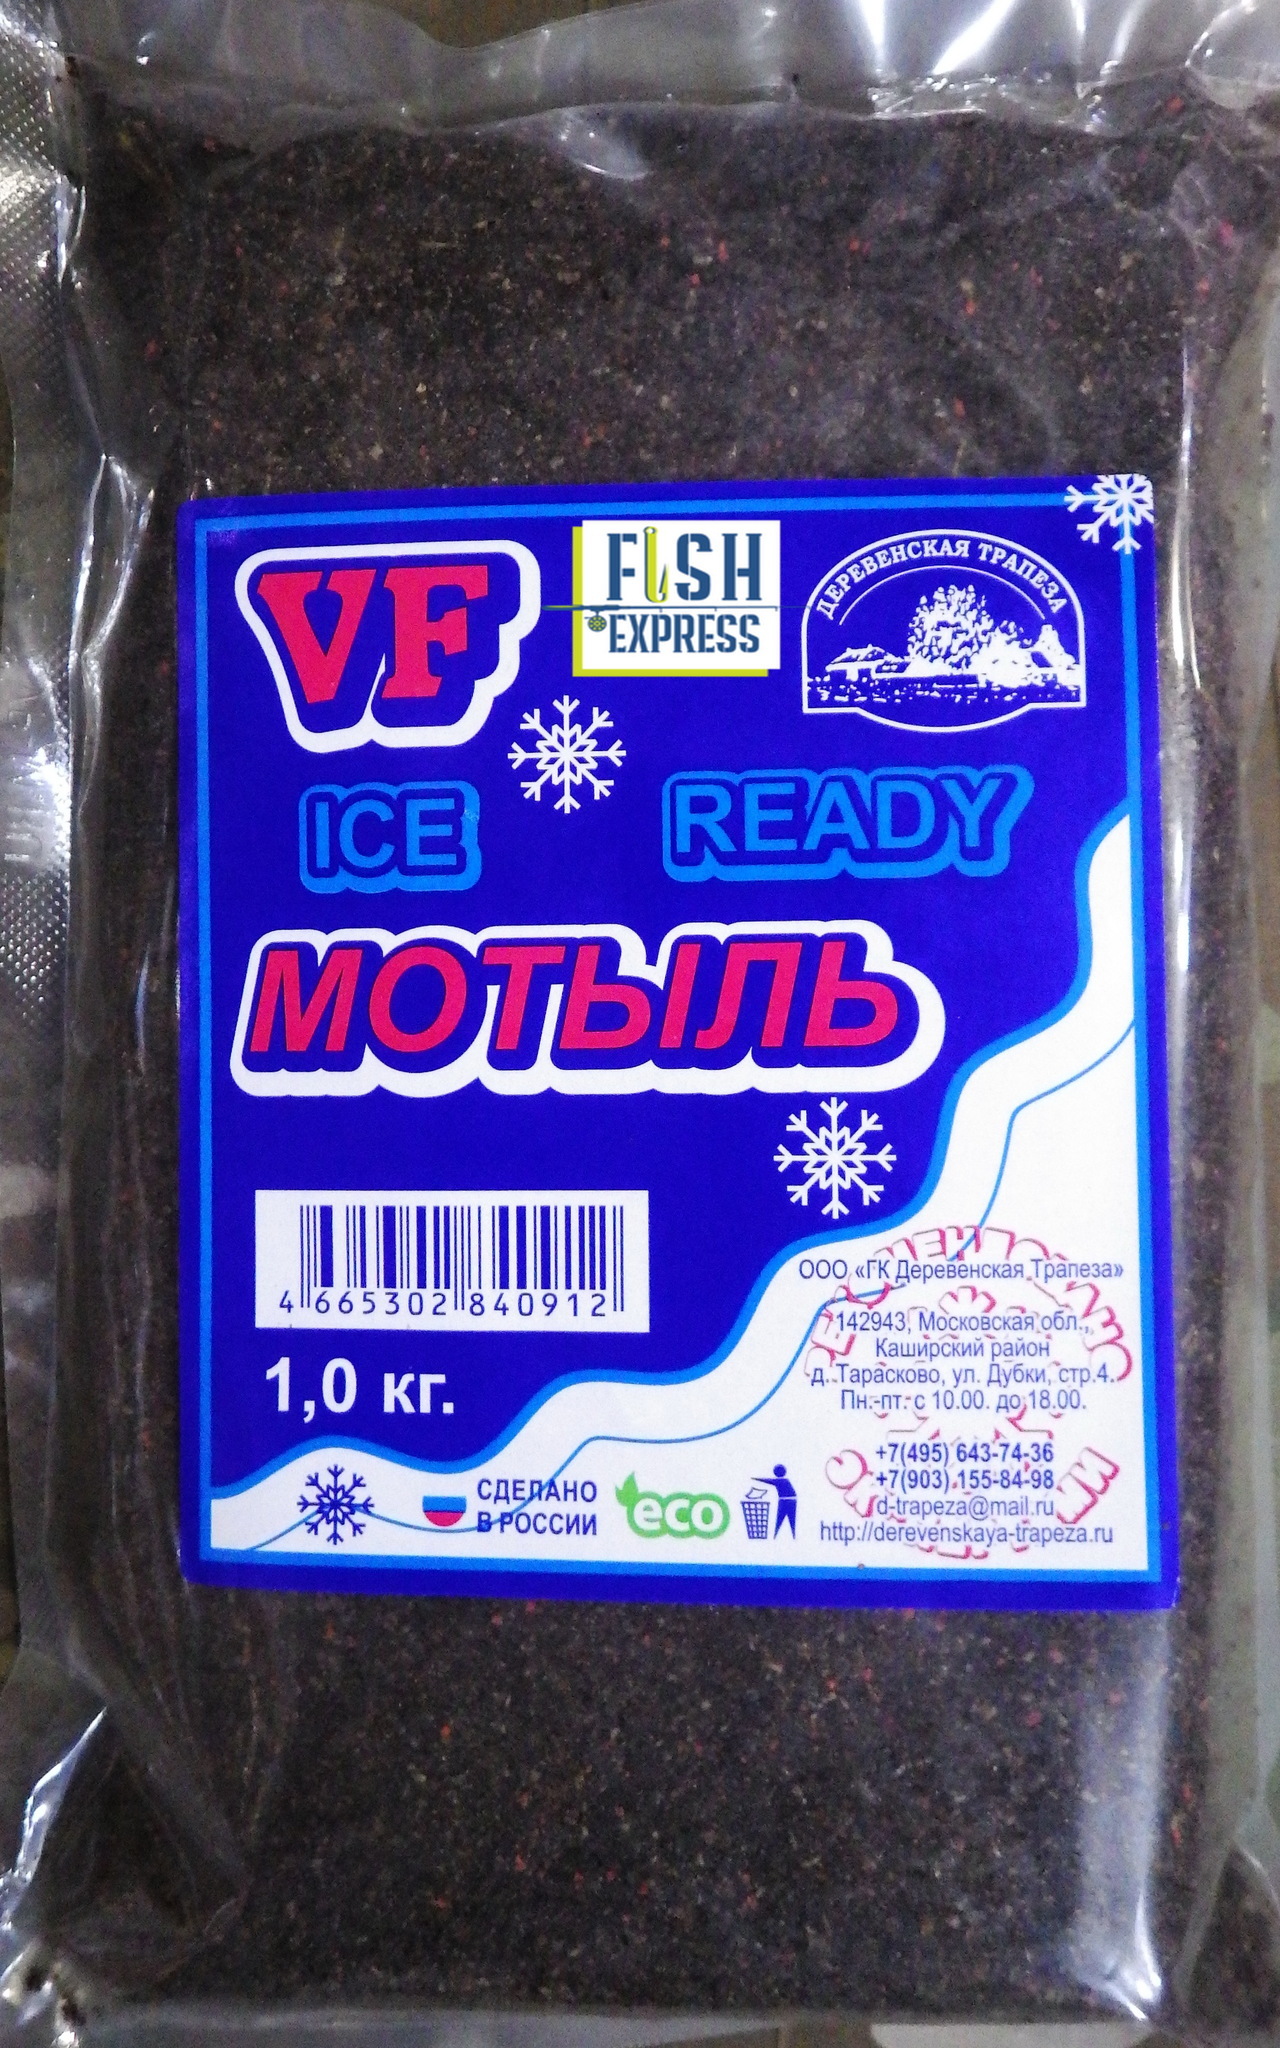 VF
FISH
EXPRESS
ДЕРЕВЕНСКАЯ ТРАПЕЗА
ICE READY
МОТЫЛЬ
4 665302 840912
1,0 кг.
ООО «ГК Деревенская Трапеза»
142943, Московская обл.,
Каширский район
д. Тарасково, ул. Дубки, стр.4.
Пн.-пт. с 10.00. до 18.00.
+7(495) 643-74-36
+7(903) 155-84-98
d-trapeza@mail.ru
http://derevenskaya-trapeza.ru
СДЕЛАНО
В РОССИИ
eco